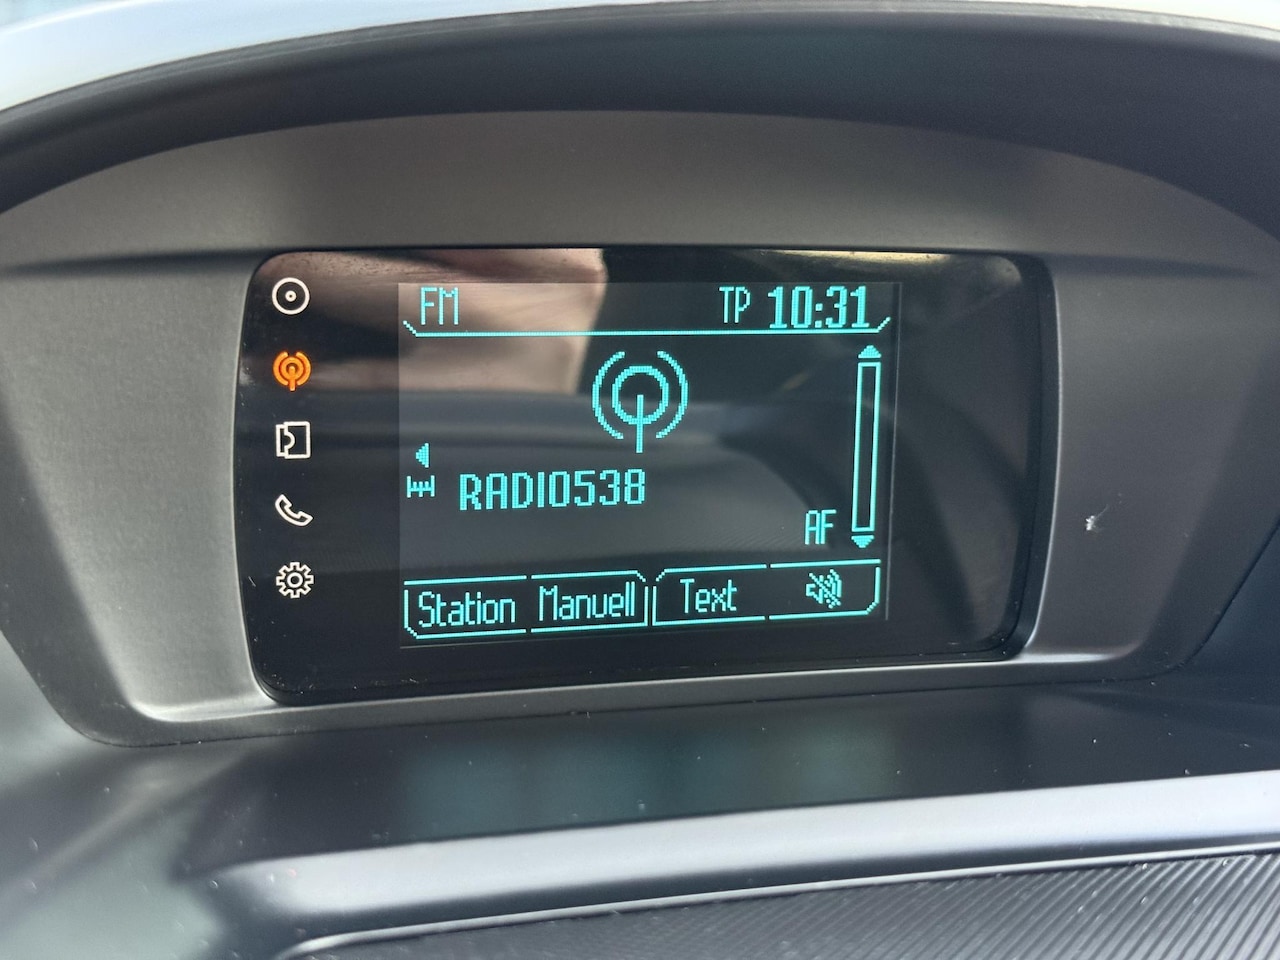 FM TP 10:31
RADIO538
AF
Station Manuell Text